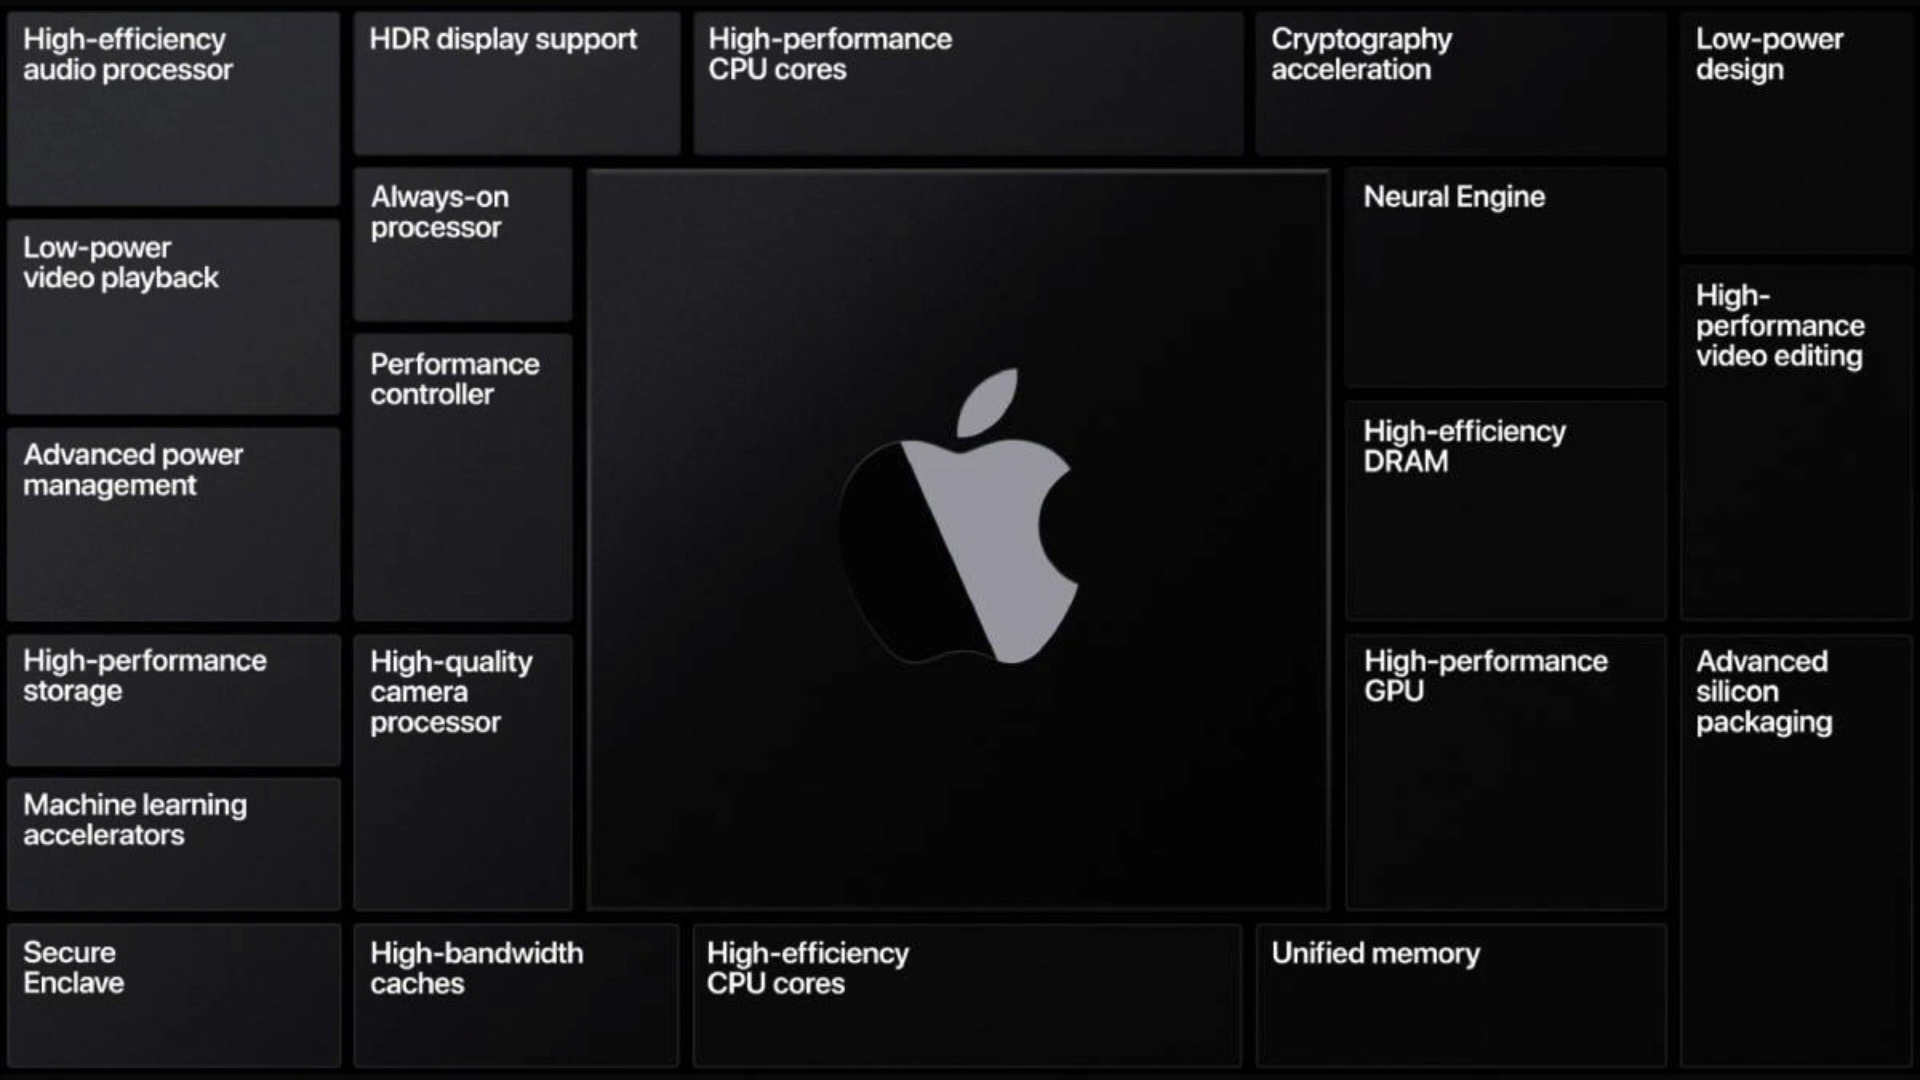 High-efficiency
audio processor
HDR display support
High-performance
CPU cores
Cryptography
acceleration
Low-power
design
Always-on
processor
Neural Engine
Low-power
video playback
High-
performance
video editing
Performance
controller
High-efficiency
DRAM
Advanced power
management
High-performance
storage
High-quality
camera
processor
High-performance
GPU
Advanced
silicon
packaging
Machine learning
accelerators
Secure
Enclave
High-bandwidth
caches
High-efficiency
CPU cores
Unified memory